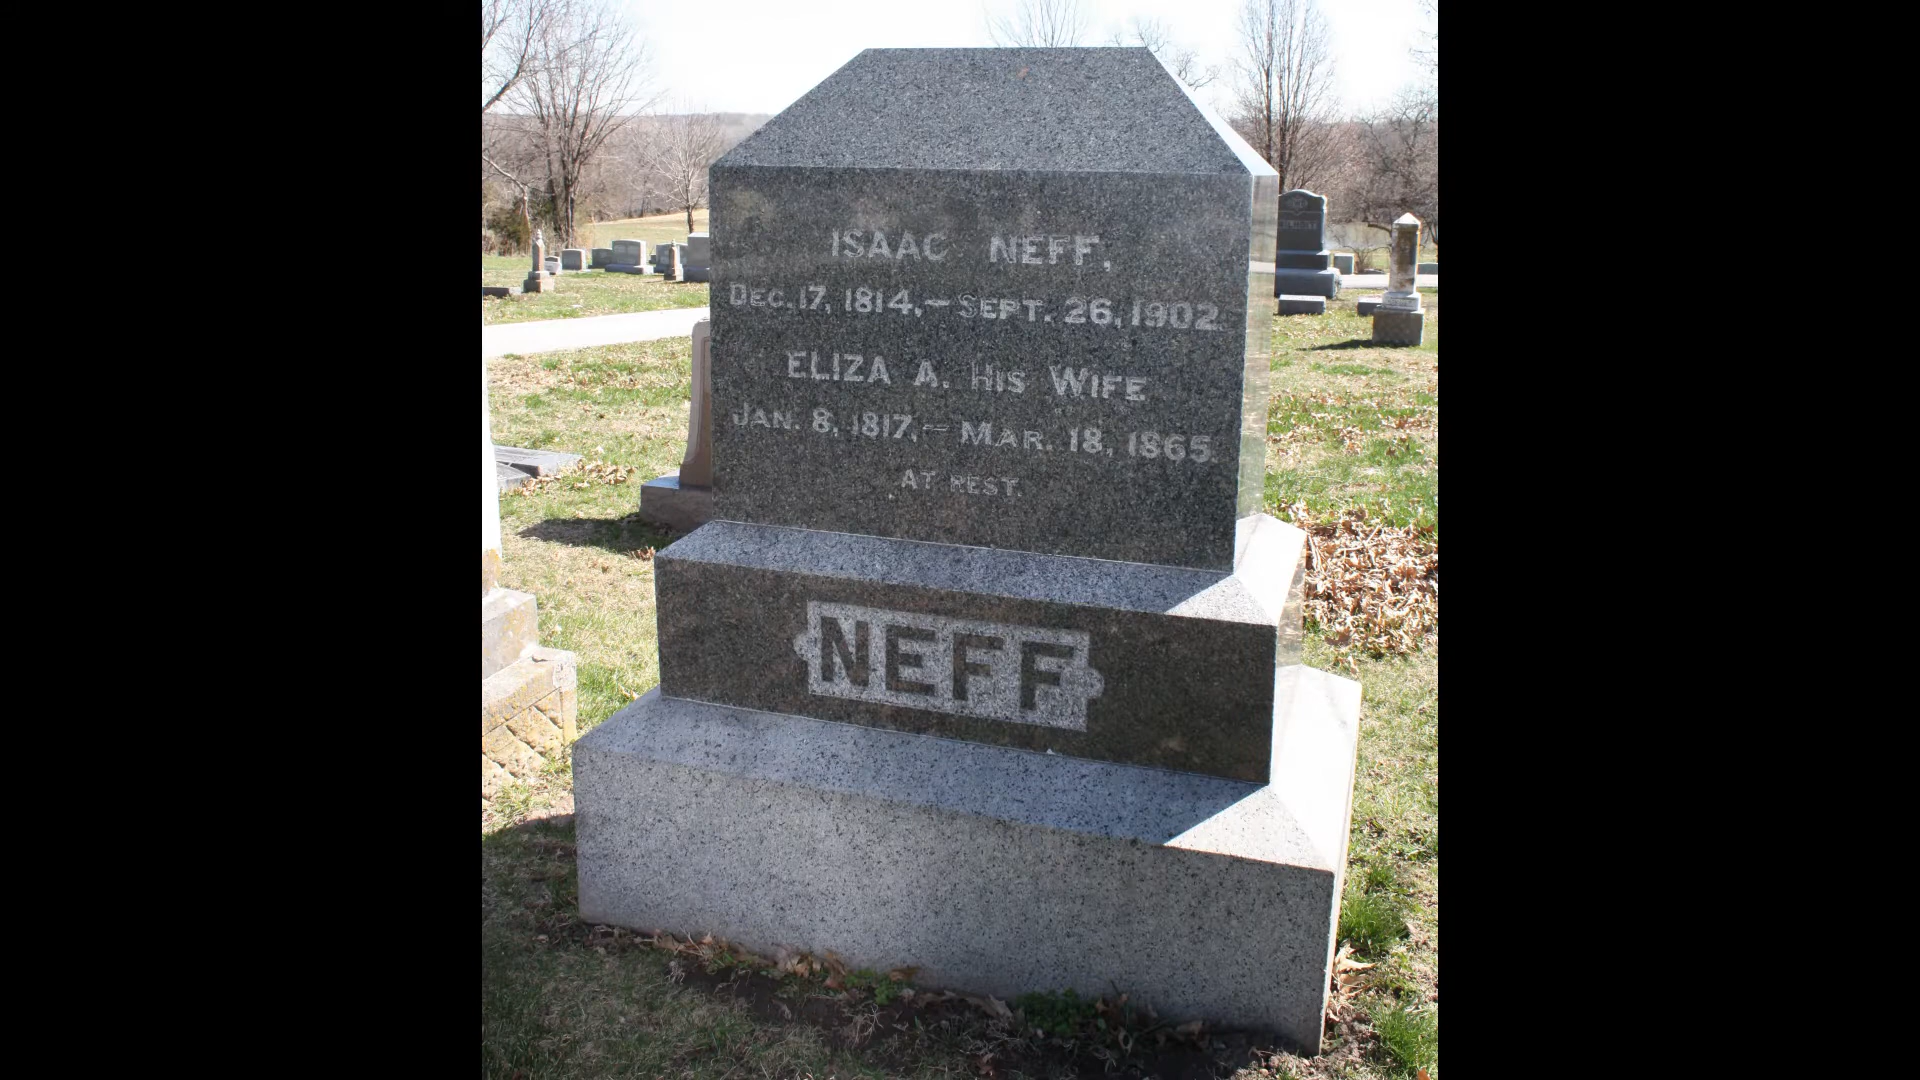 ISAAC NEFF,
DEC. 17, 1814,—SEPT. 26, 1902.
ELIZA A. HIS WIFE
JAN. 8, 1817,—MAR. 18, 1865.
AT REST.
NEFF